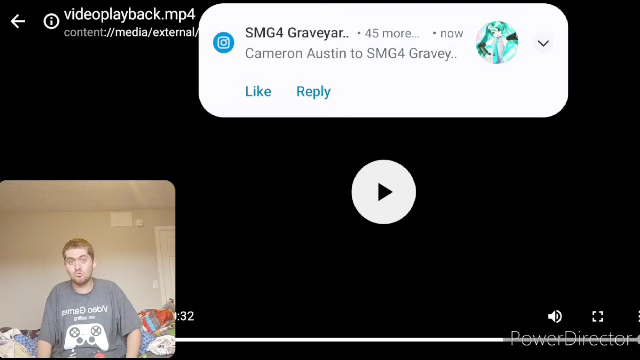 videoplayback.mp4
content://media/external/
SMG4 Graveyar.. • 45 more... • now
Cameron Austin to SMG4 Gravey..
Like Reply
Video Games
:32
PowerDirector